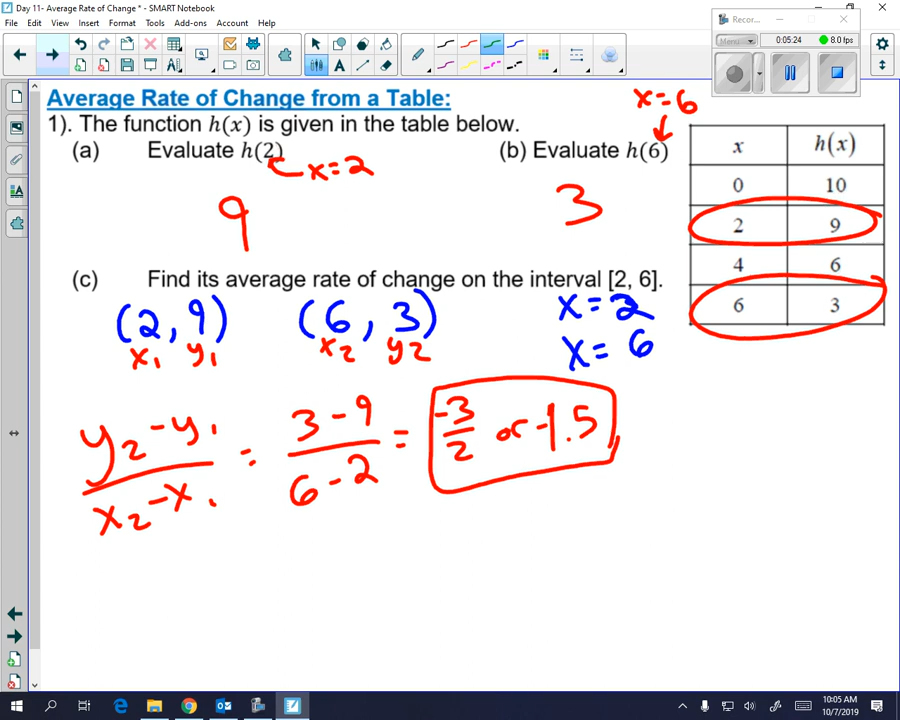 Day 11- Average Rate of Change * - SMART Notebook
File Edit View Insert Format Tools Add-ons Account Help
Recor...
Menu 0:05:24 8.0 fps
Average Rate of Change from a Table:
x=6
1). The function h(x) is given in the table below.
(a) Evaluate h(2)
x=2
9
(b) Evaluate h(6)
3
x h(x)
0 10
2 9
4 6
6 3
(c) Find its average rate of change on the interval [2, 6].
(2, 9) (6, 3) x=2
x₁ y₁ x₂ y₂ x=6
y₂-y₁/x₂-x₁ = 3-9/6-2 = -3/2 or -1.5
10:05 AM
10/7/2019